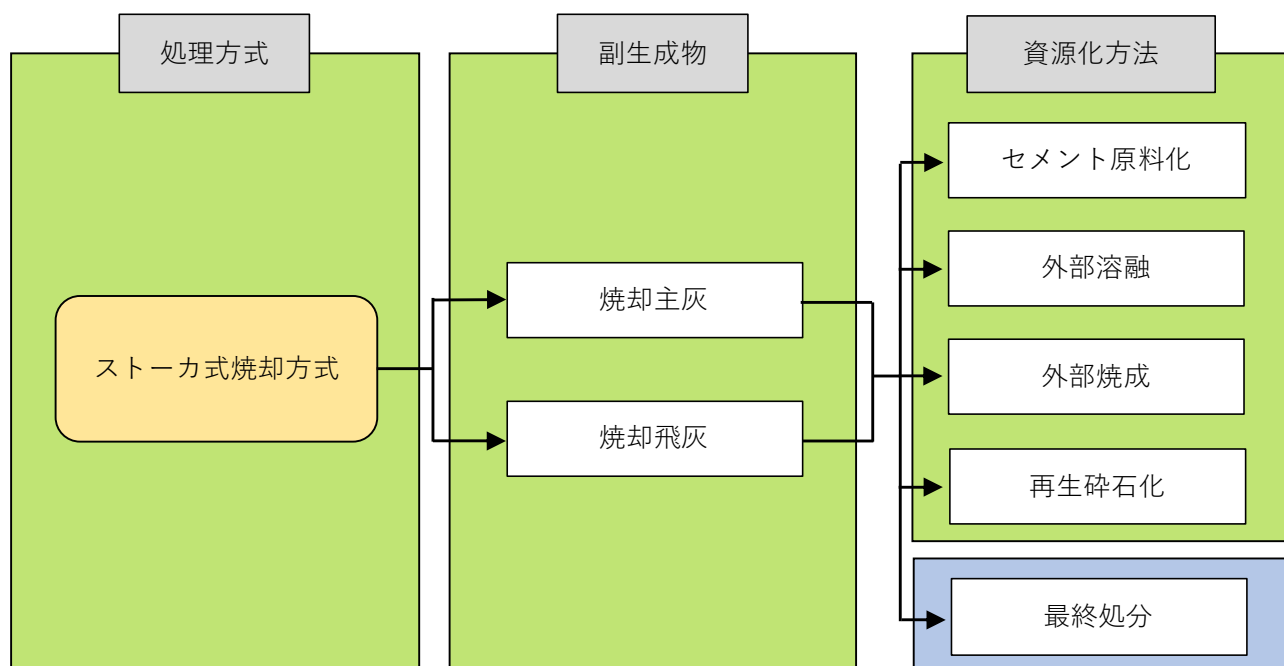 処理方式
副生成物
資源化方法
ストーカ式焼却方式
焼却主灰
焼却飛灰
セメント原料化
外部溶融
外部焼成
再生砕石化
最終処分